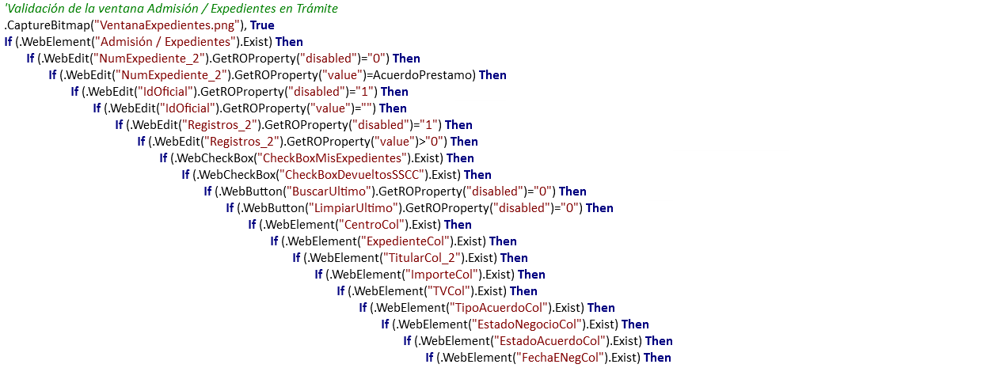 'Validación de la ventana Admisión / Expedientes en Trámite
.CaptureBitmap("VentanaExpedientes.png"), True
If (.WebElement("Admisión / Expedientes").Exist) Then
If (.WebEdit("NumExpediente_2").GetROProperty("disabled")="0") Then
If (.WebEdit("NumExpediente_2").GetROProperty("value")=AcuerdoPrestamo) Then
If (.WebEdit("IdOficial").GetROProperty("disabled")="1") Then
If (.WebEdit("IdOficial").GetROProperty("value")="") Then
If (.WebEdit("Registros_2").GetROProperty("disabled")="1") Then
If (.WebEdit("Registros_2").GetROProperty("value")>"0") Then
If (.WebCheckBox("CheckBoxMisExpedientes").Exist) Then
If (.WebCheckBox("CheckBoxDevueltosSSCC").Exist) Then
If (.WebButton("BuscarUltimo").GetROProperty("disabled")="0") Then
If (.WebButton("LimpiarUltimo").GetROProperty("disabled")="0") Then
If (.WebElement("CentroCol").Exist) Then
If (.WebElement("ExpedienteCol").Exist) Then
If (.WebElement("TitularCol_2").Exist) Then
If (.WebElement("ImporteCol").Exist) Then
If (.WebElement("TVCol").Exist) Then
If (.WebElement("TipoAcuerdoCol").Exist) Then
If (.WebElement("EstadoNegocioCol").Exist) Then
If (.WebElement("EstadoAcuerdoCol").Exist) Then
If (.WebElement("FechaENegCol").Exist) Then